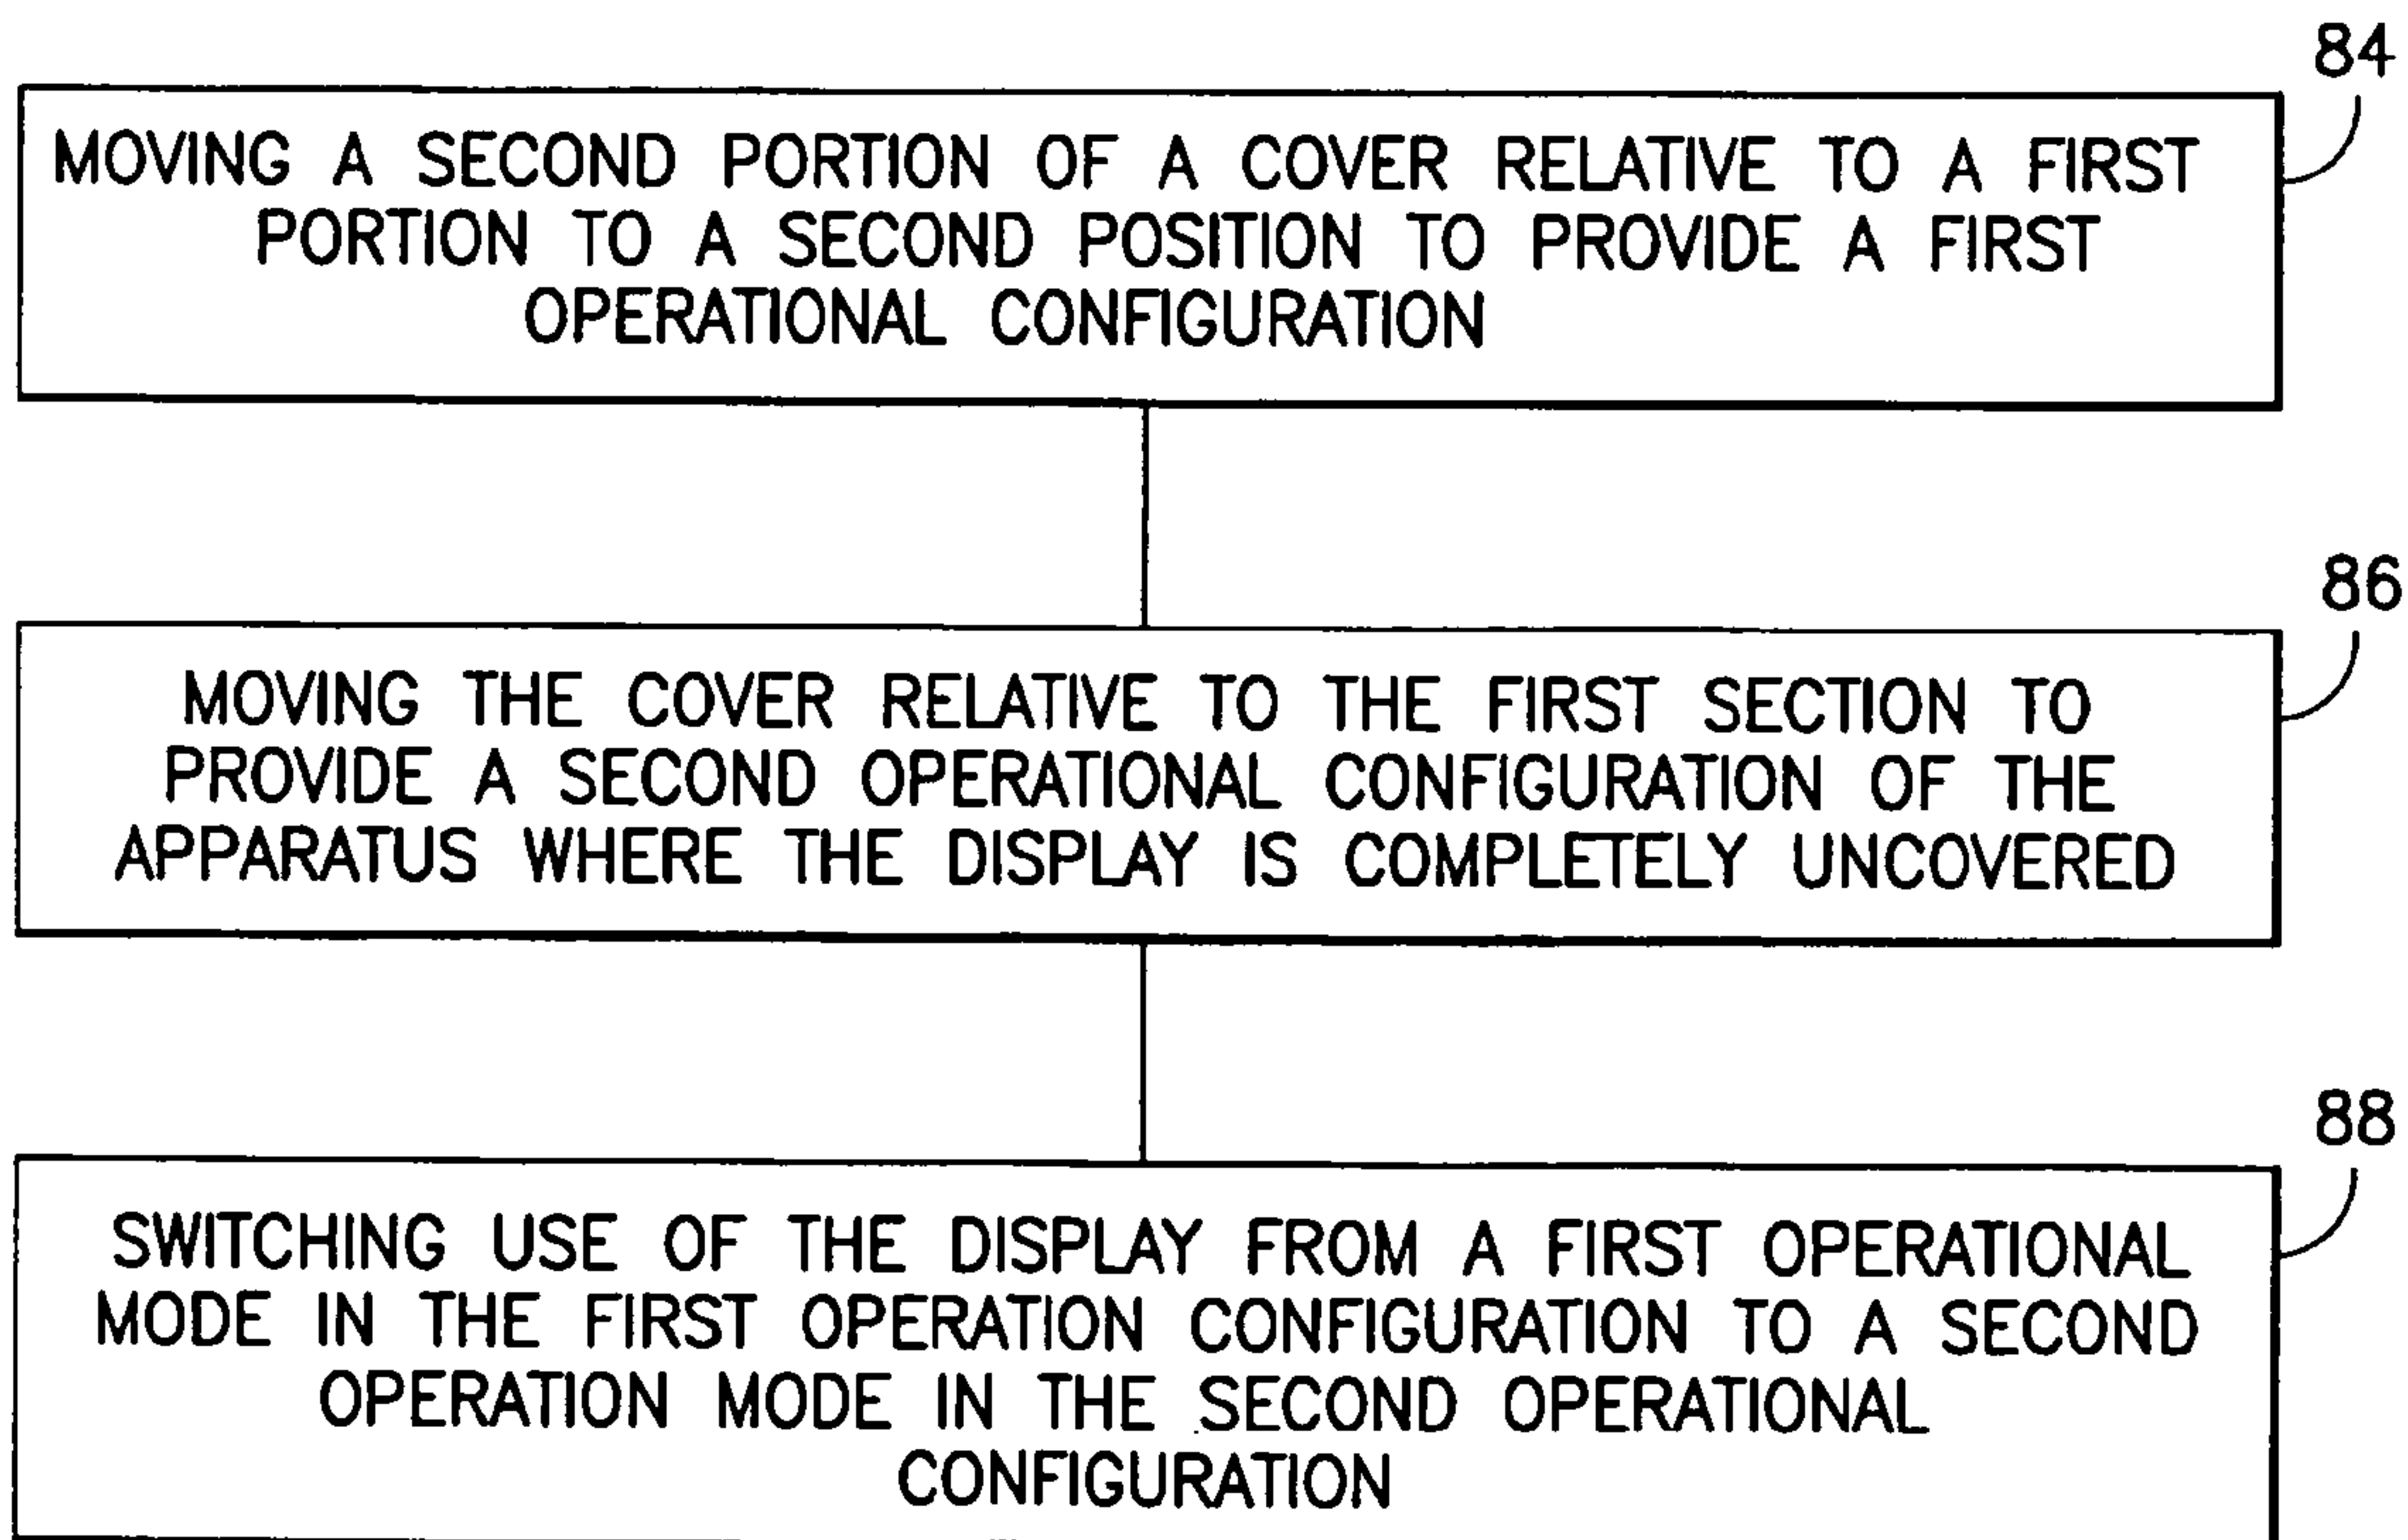 84
MOVING A SECOND PORTION OF A COVER RELATIVE TO A FIRST
PORTION TO A SECOND POSITION TO PROVIDE A FIRST
OPERATIONAL CONFIGURATION
86
MOVING THE COVER RELATIVE TO THE FIRST SECTION TO
PROVIDE A SECOND OPERATIONAL CONFIGURATION OF THE
APPARATUS WHERE THE DISPLAY IS COMPLETELY UNCOVERED
88
SWITCHING USE OF THE DISPLAY FROM A FIRST OPERATIONAL
MODE IN THE FIRST OPERATION CONFIGURATION TO A SECOND
OPERATION MODE IN THE SECOND OPERATIONAL
CONFIGURATION